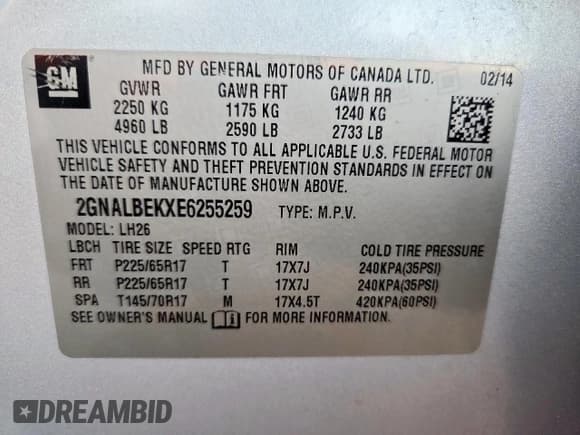 GM
MFD BY GENERAL MOTORS OF CANADA LTD. 02/14
GVWR GAWR FRT GAWR RR
2250 KG 1175 KG 1240 KG
4960 LB 2590 LB 2733 LB
THIS VEHICLE CONFORMS TO ALL APPLICABLE U.S. FEDERAL MOTOR
VEHICLE SAFETY AND THEFT PREVENTION STANDARDS IN EFFECT ON
THE DATE OF MANUFACTURE SHOWN ABOVE.
2GNALBEKXE6255259 TYPE: M.P.V.
MODEL: LH26
LBCH TIRE SIZE SPEED RTG RIM COLD TIRE PRESSURE
FRT P225/65R17 T 17X7J 240KPA(35PSI)
RR P225/65R17 T 17X7J 240KPA(35PSI)
SPA T145/70R17 M 17X4.5T 420KPA(60PSI)
SEE OWNER'S MANUAL FOR MORE INFORMATION.
DREAMBID